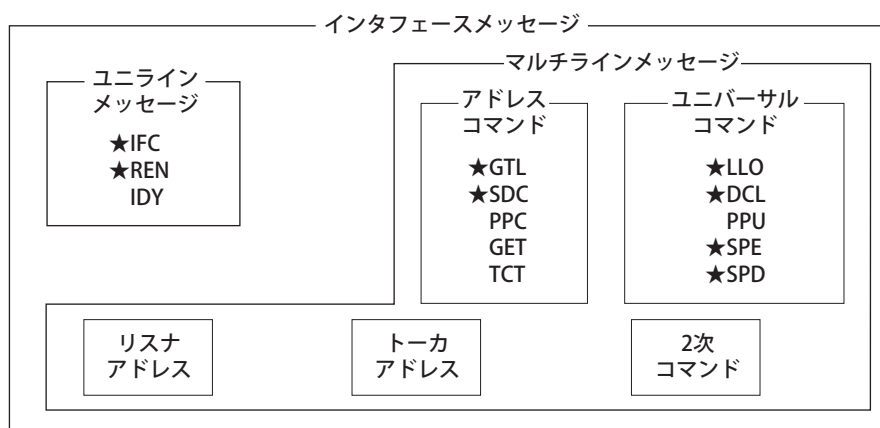 インタフェースメッセージ
マルチラインメッセージ
ユニライン
メッセージ
★IFC
★REN
IDY
アドレス
コマンド
★GTL
★SDC
PPC
GET
TCT
ユニバーサル
コマンド
★LLO
★DCL
PPU
★SPE
★SPD
リスナ
アドレス
トーカ
アドレス
2次
コマンド